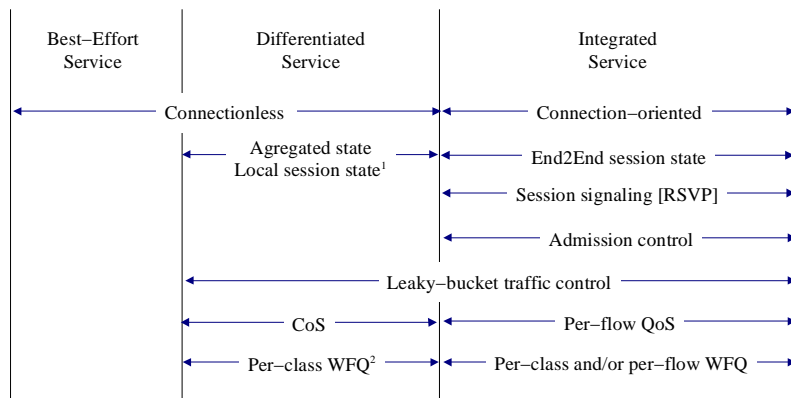 Best−Effort
Service
Differentiated
Service
Integrated
Service
Connectionless
Connection−oriented
Agregated state
Local session state¹
End2End session state
Session signaling [RSVP]
Admission control
Leaky−bucket traffic control
CoS
Per−flow QoS
Per−class WFQ²
Per−class and/or per−flow WFQ